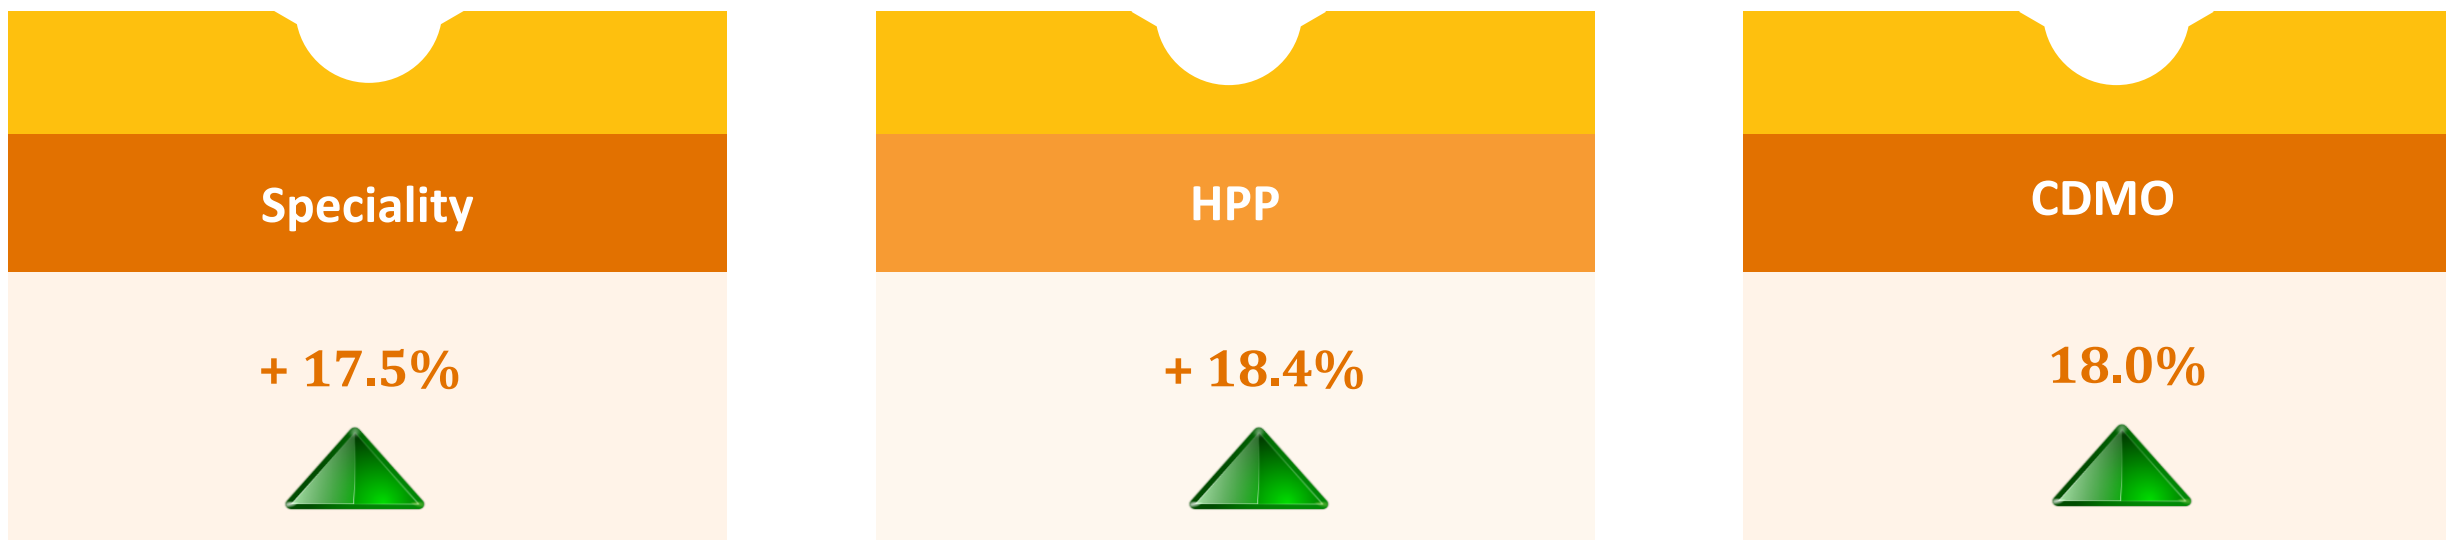 Speciality
+ 17.5%
HPP
+ 18.4%
CDMO
18.0%